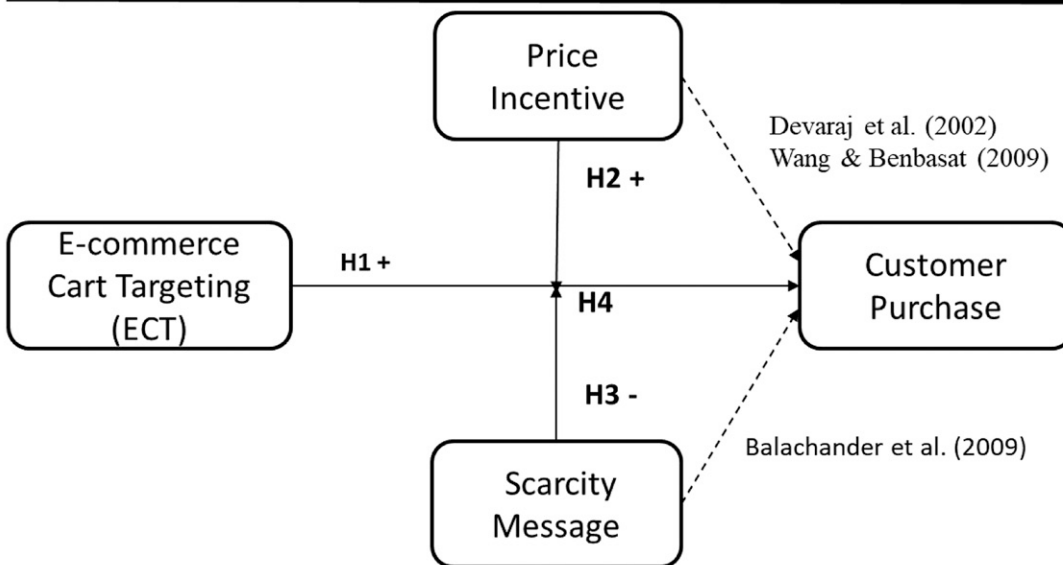 Price
Incentive
Devaraj et al. (2002)
Wang & Benbasat (2009)
H2 +
E-commerce
Cart Targeting
(ECT)
H1 +
Customer
Purchase
H4
H3 -
Balachander et al. (2009)
Scarcity
Message